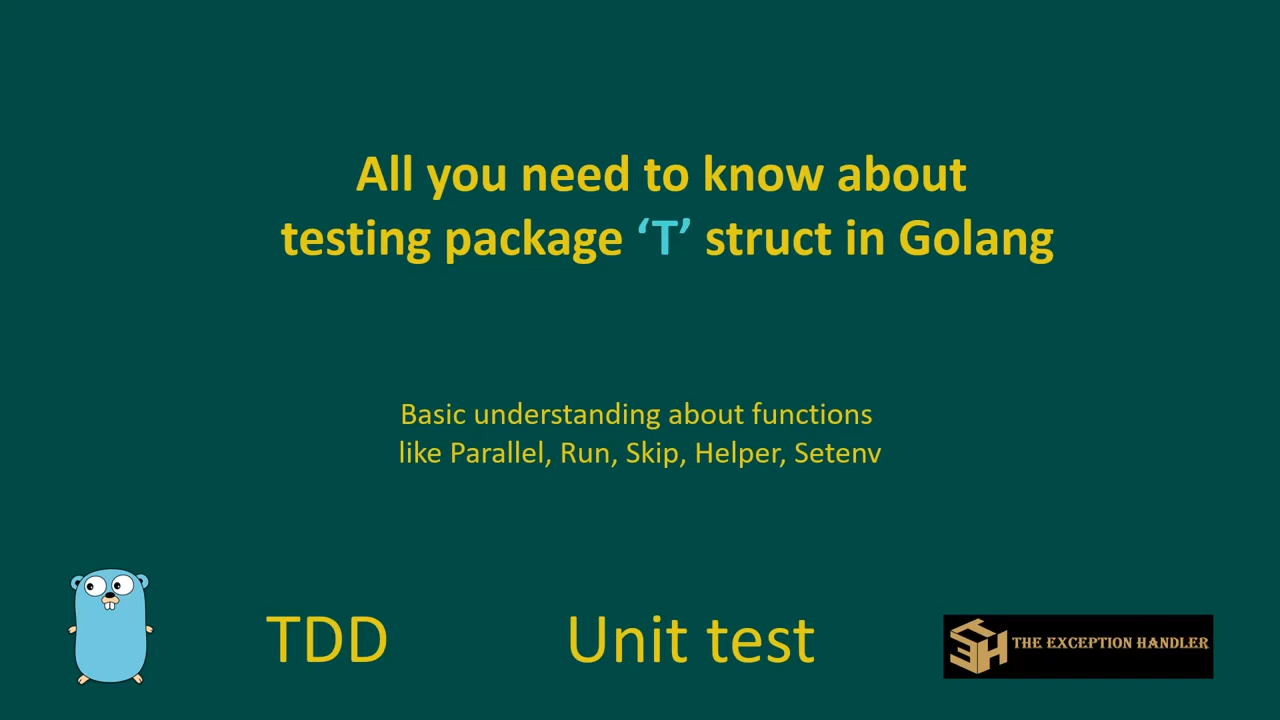 All you need to know about
testing package ‘T’ struct in Golang
Basic understanding about functions
like Parallel, Run, Skip, Helper, Setenv
TDD
Unit test
TEH
THE EXCEPTION HANDLER